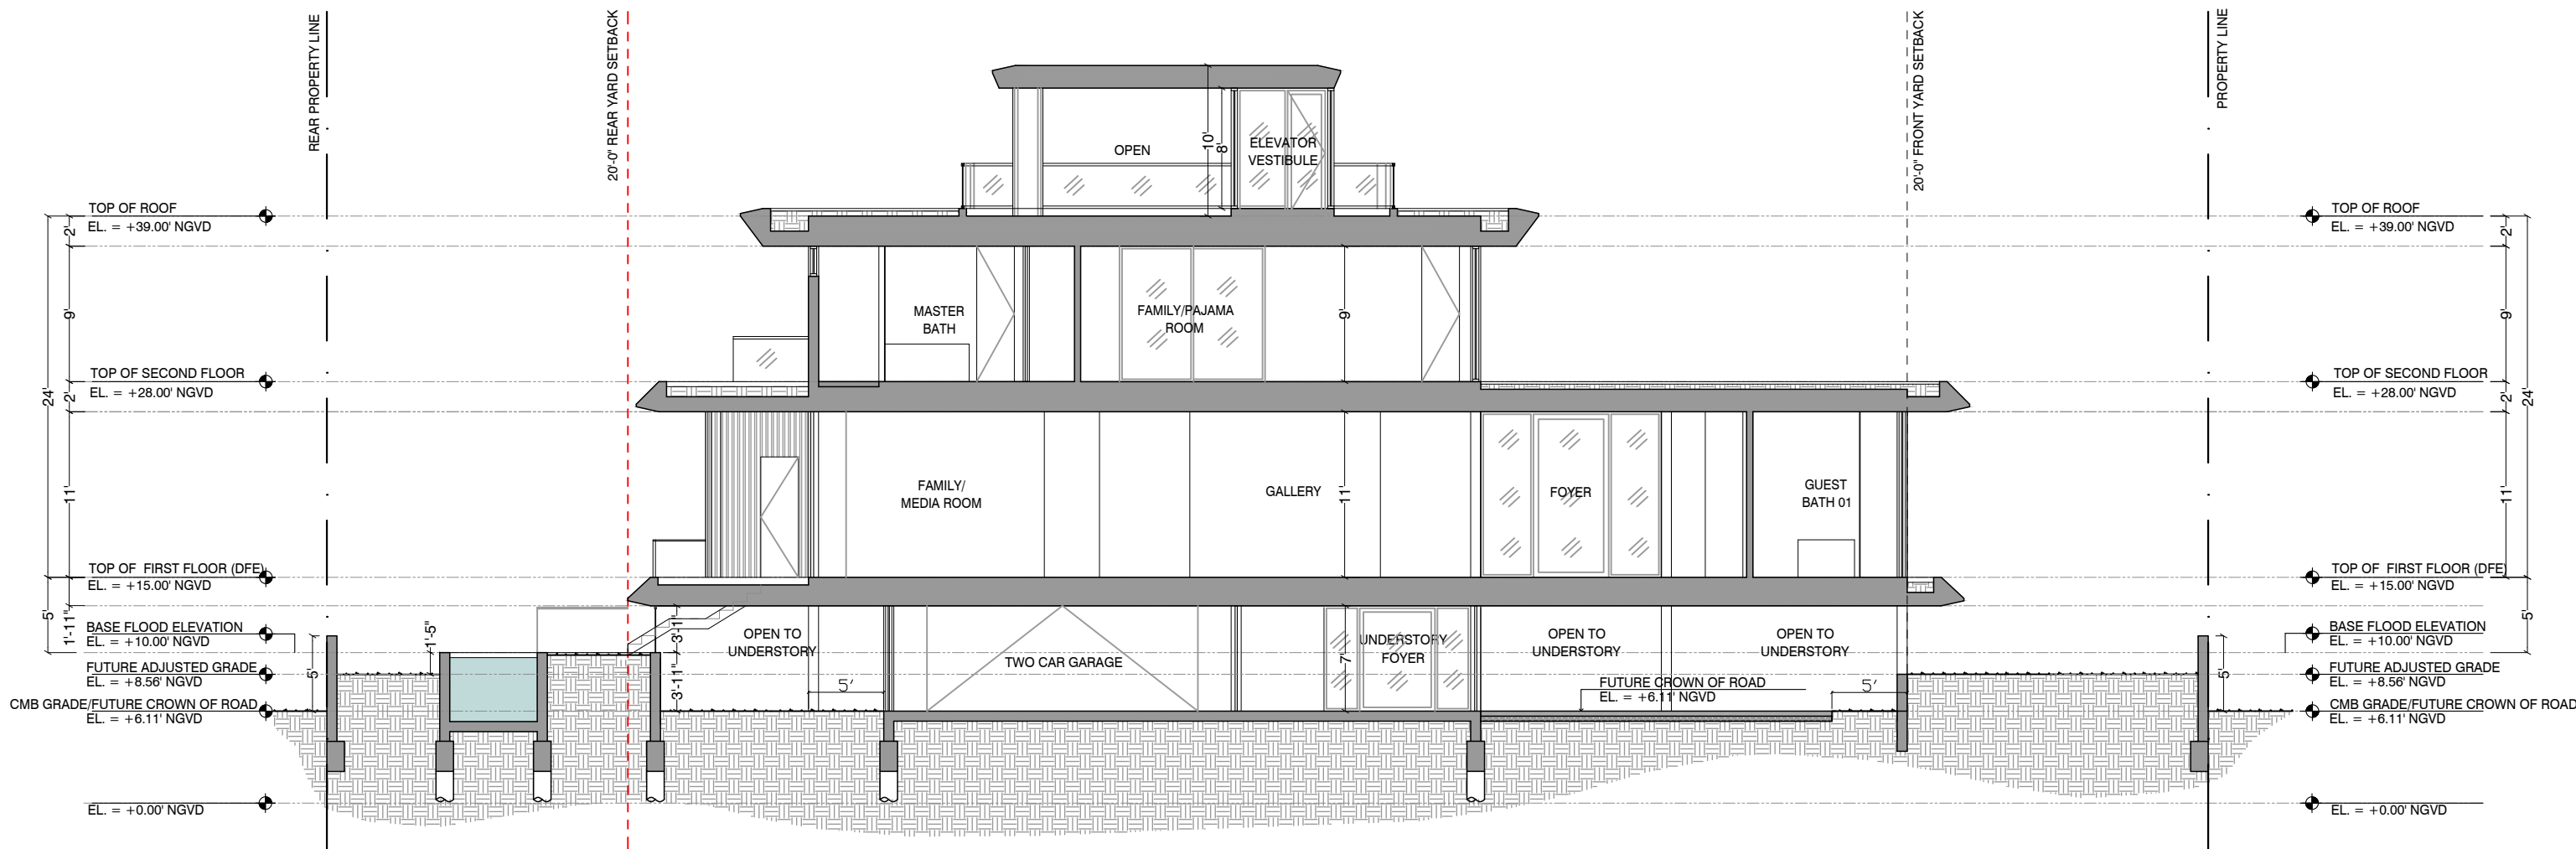 REAR PROPERTY LINE
20'-0" REAR YARD SETBACK
20'-0" FRONT YARD SETBACK
PROPERTY LINE
OPEN
ELEVATOR
VESTIBULE
10'
8'
TOP OF ROOF
EL. = +39.00' NGVD
TOP OF ROOF
EL. = +39.00' NGVD
2'
2'
9'
9'
9'
MASTER
BATH
FAMILY/PAJAMA
ROOM
TOP OF SECOND FLOOR
EL. = +28.00' NGVD
TOP OF SECOND FLOOR
EL. = +28.00' NGVD
24'
2'
2'
24'
11'
11'
11'
FAMILY/
MEDIA ROOM
GALLERY
FOYER
GUEST
BATH 01
TOP OF FIRST FLOOR (DFE)
EL. = +15.00' NGVD
TOP OF FIRST FLOOR (DFE)
EL. = +15.00' NGVD
5'
1'-11"
5'
BASE FLOOD ELEVATION
EL. = +10.00' NGVD
1'-5"
3'-1"
OPEN TO
UNDERSTORY
TWO CAR GARAGE
7'
UNDERSTORY
FOYER
OPEN TO
UNDERSTORY
OPEN TO
UNDERSTORY
BASE FLOOD ELEVATION
EL. = +10.00' NGVD
FUTURE ADJUSTED GRADE
EL. = +8.56' NGVD
5'
3'-11"
5'
FUTURE CROWN OF ROAD
EL. = +6.11' NGVD
5'
5'
FUTURE ADJUSTED GRADE
EL. = +8.56' NGVD
CMB GRADE/FUTURE CROWN OF ROAD
EL. = +6.11' NGVD
CMB GRADE/FUTURE CROWN OF ROAD
EL. = +6.11' NGVD
EL. = +0.00' NGVD
EL. = +0.00' NGVD